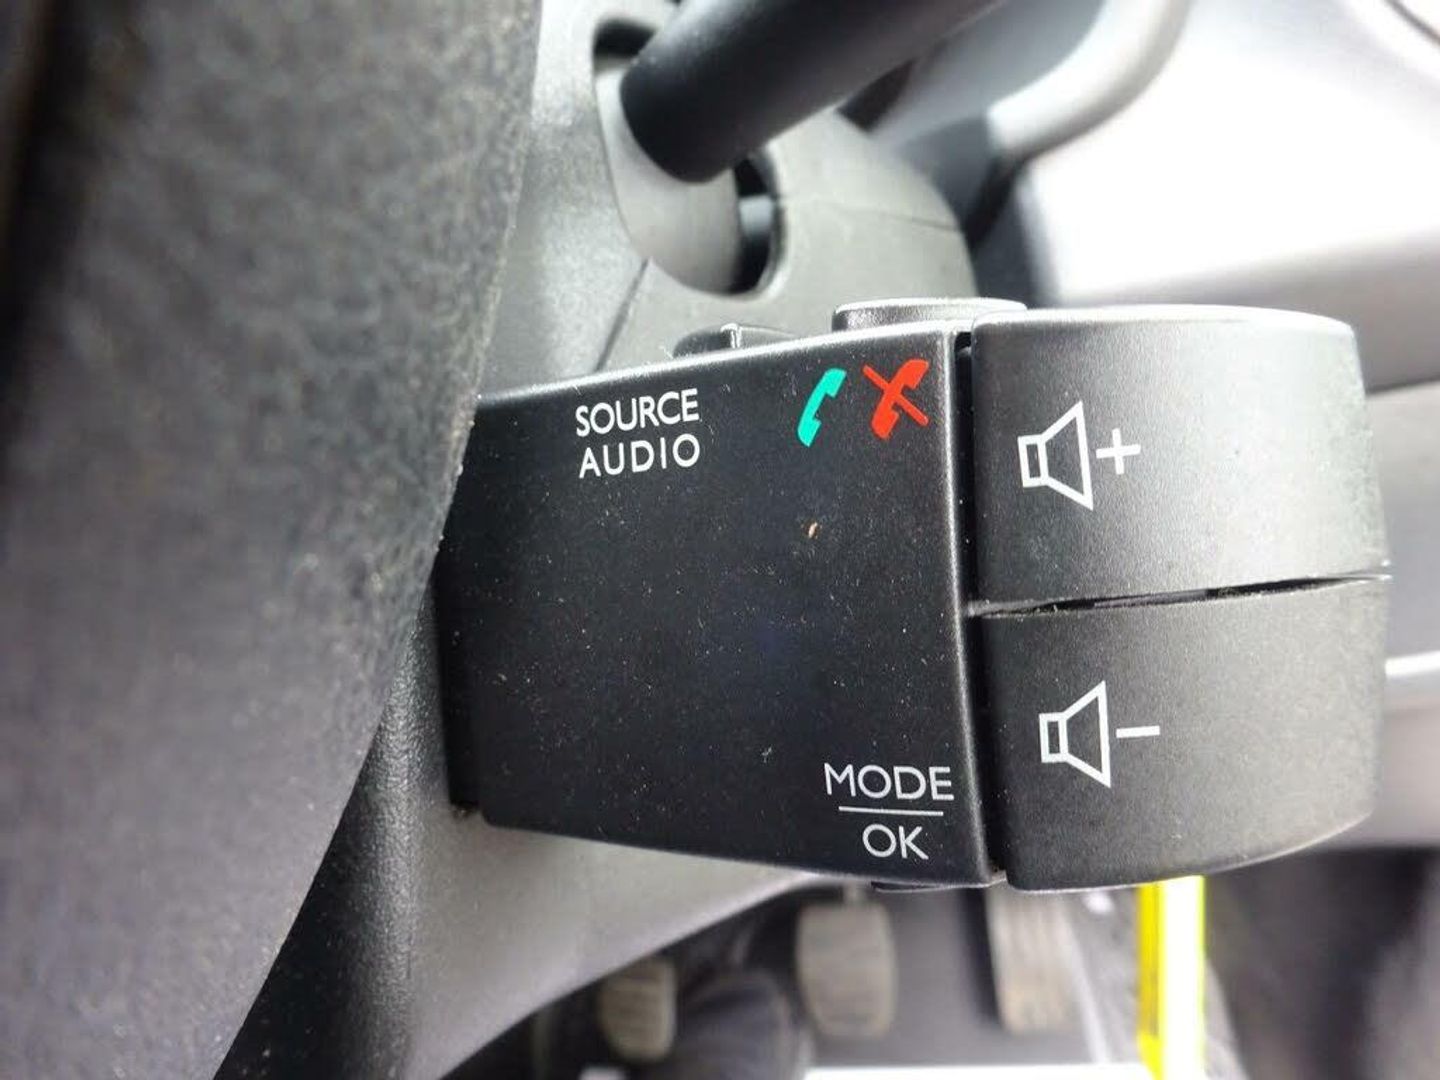 SOURCE
AUDIO
+
-
MODE
OK